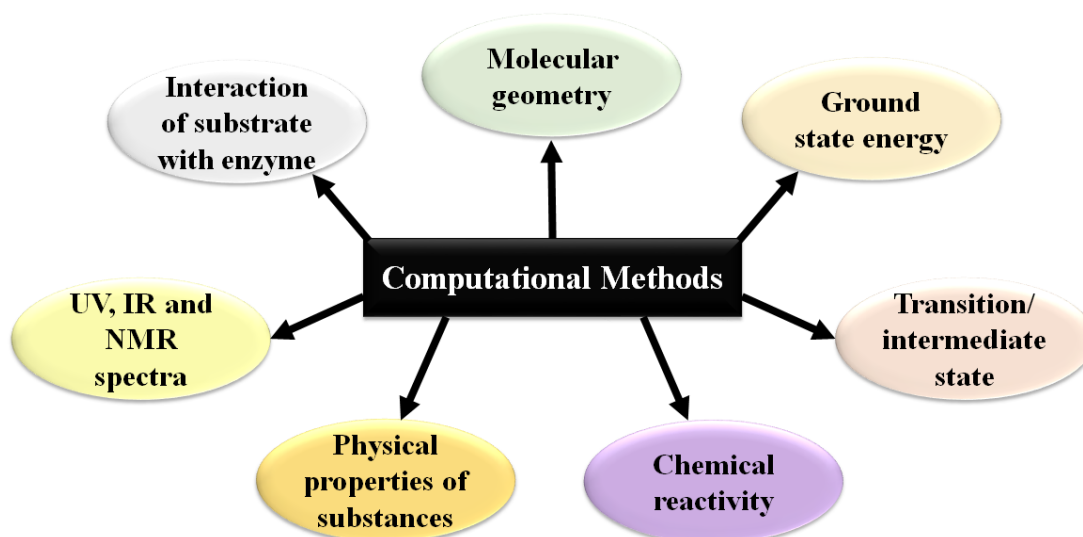 Molecular
geometry
Interaction
of substrate
with enzyme
Ground
state energy
Computational Methods
UV, IR and
NMR
spectra
Transition/
intermediate
state
Physical
properties of
substances
Chemical
reactivity